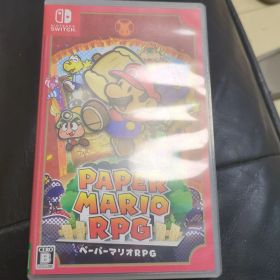 NINTENDO
SWITCH
PAPER
MARIO
RPG
ペーパーマリオRPG
CERO
B